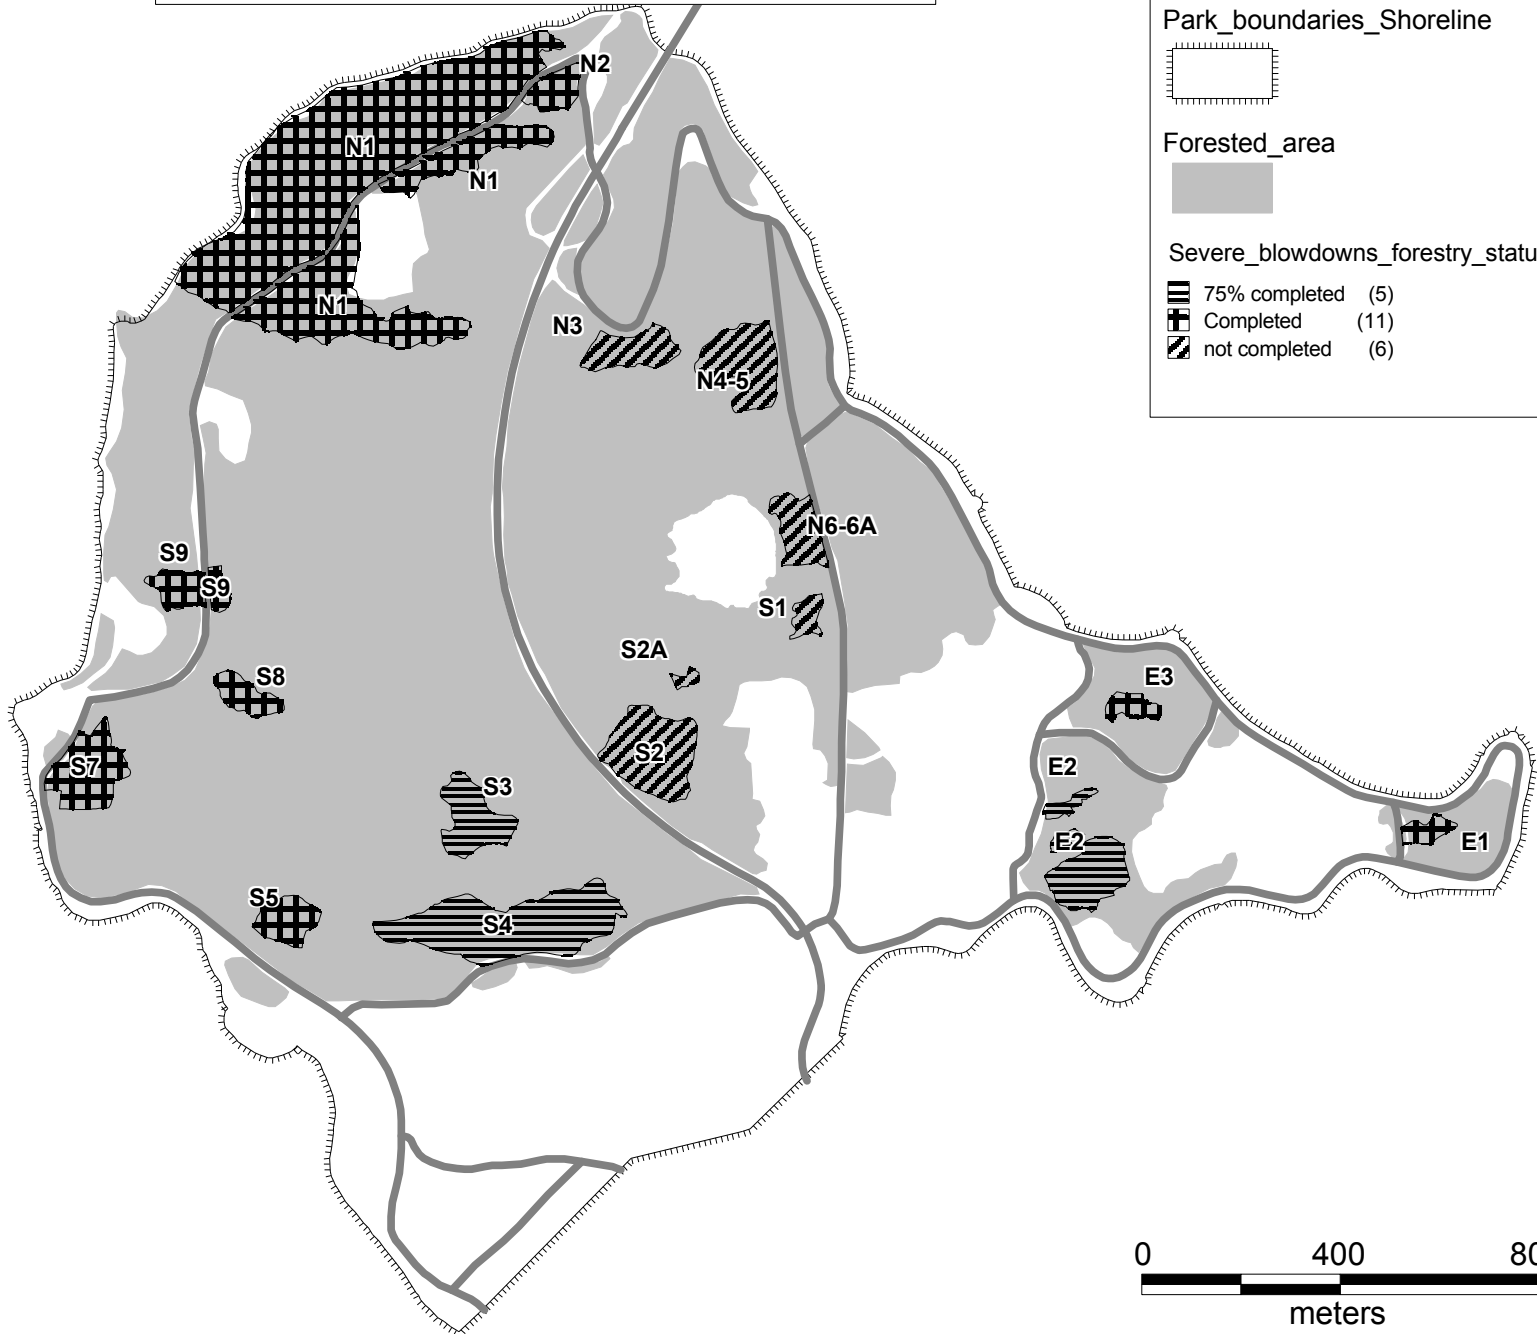 Park_boundaries_Shoreline
Forested_area
Severe_blowdowns_forestry_statu
75% completed (5)
Completed (11)
not completed (6)
N2
N1
N1
N1
N3
N4-5
N6-6A
S9
S9
S1
S2A
S8
E3
S2
S7
E2
S3
E2
E1
S5
S4
0 400 80
meters